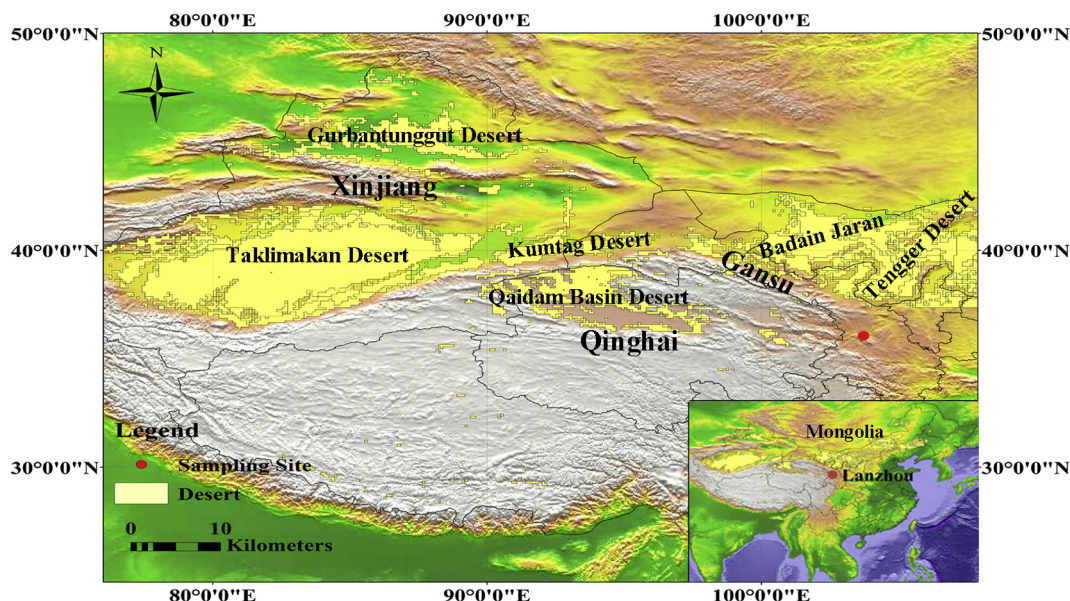 80°0'0"E 90°0'0"E 100°0'0"E
50°0'0"N 50°0'0"N
N
Gurbantunggut Desert
Xinjiang
Taklimakan Desert
Kumtag Desert
Badain Jaran
Tengger Desert
40°0'0"N 40°0'0"N
Gansu
Qaidam Basin Desert
Qinghai
Legend
Sampling Site
Desert
0 10
Kilometers
30°0'0"N 30°0'0"N
Mongolia
Lanzhou
80°0'0"E 90°0'0"E 100°0'0"E